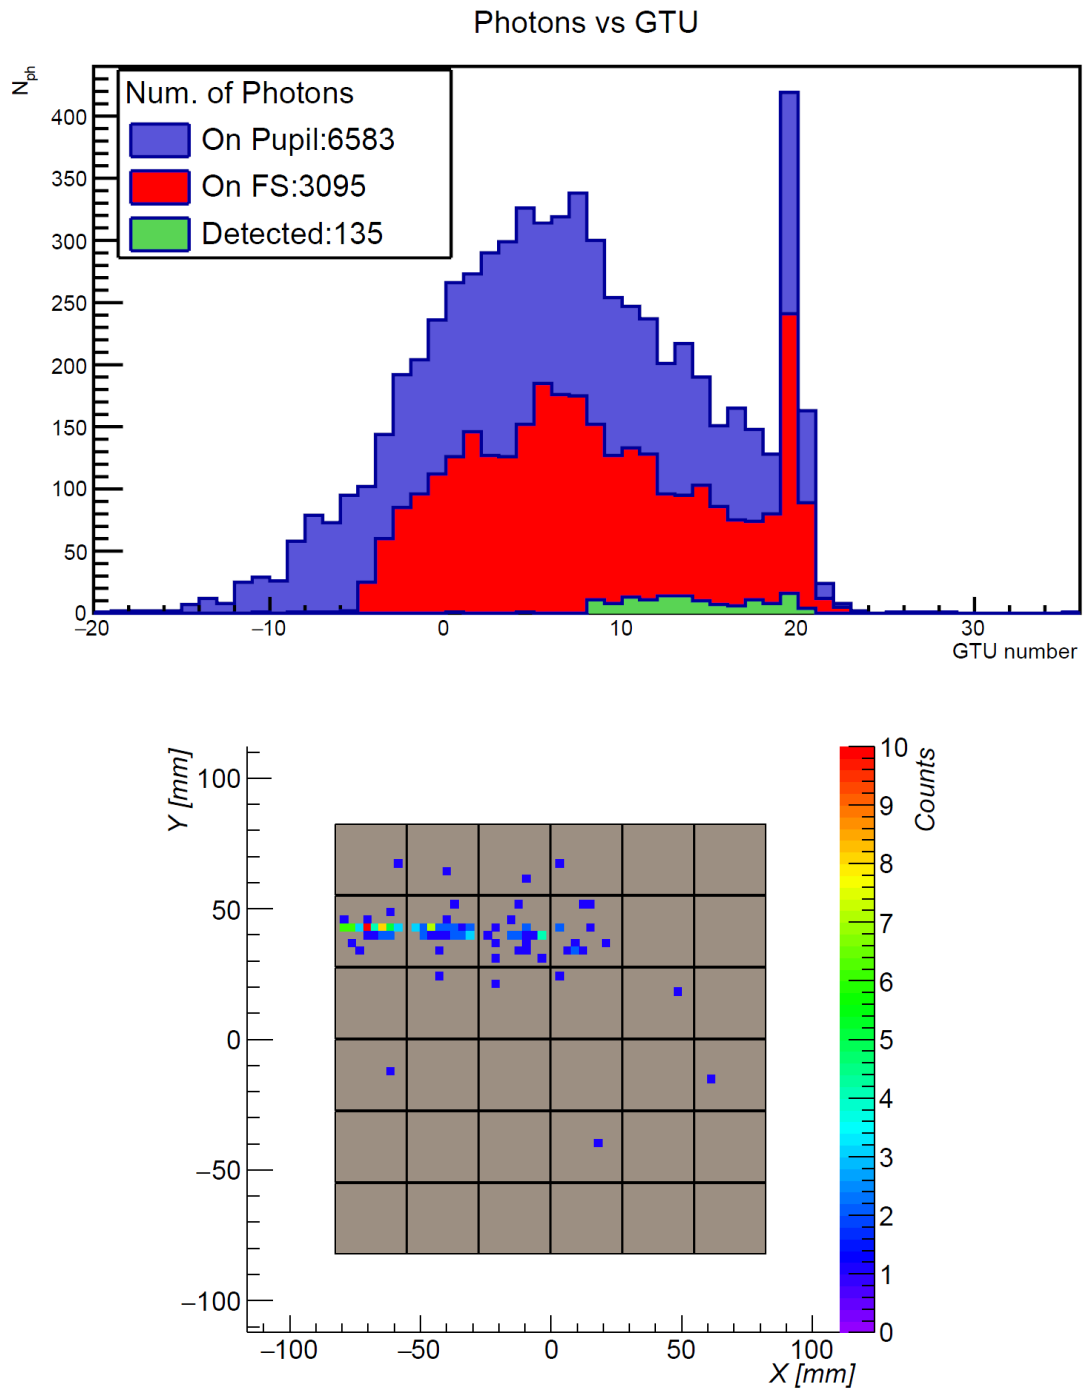 Photons vs GTU
Nph
Num. of Photons
On Pupil:6583
On FS:3095
Detected:135
400
350
300
250
200
150
100
50
0
−20 −10 0 10 20 30
GTU number
Y [mm]
100
50
0
−50
−100
−100 −50 0 50 100
X [mm]
10
9
8
7
6
5
4
3
2
1
0
Counts